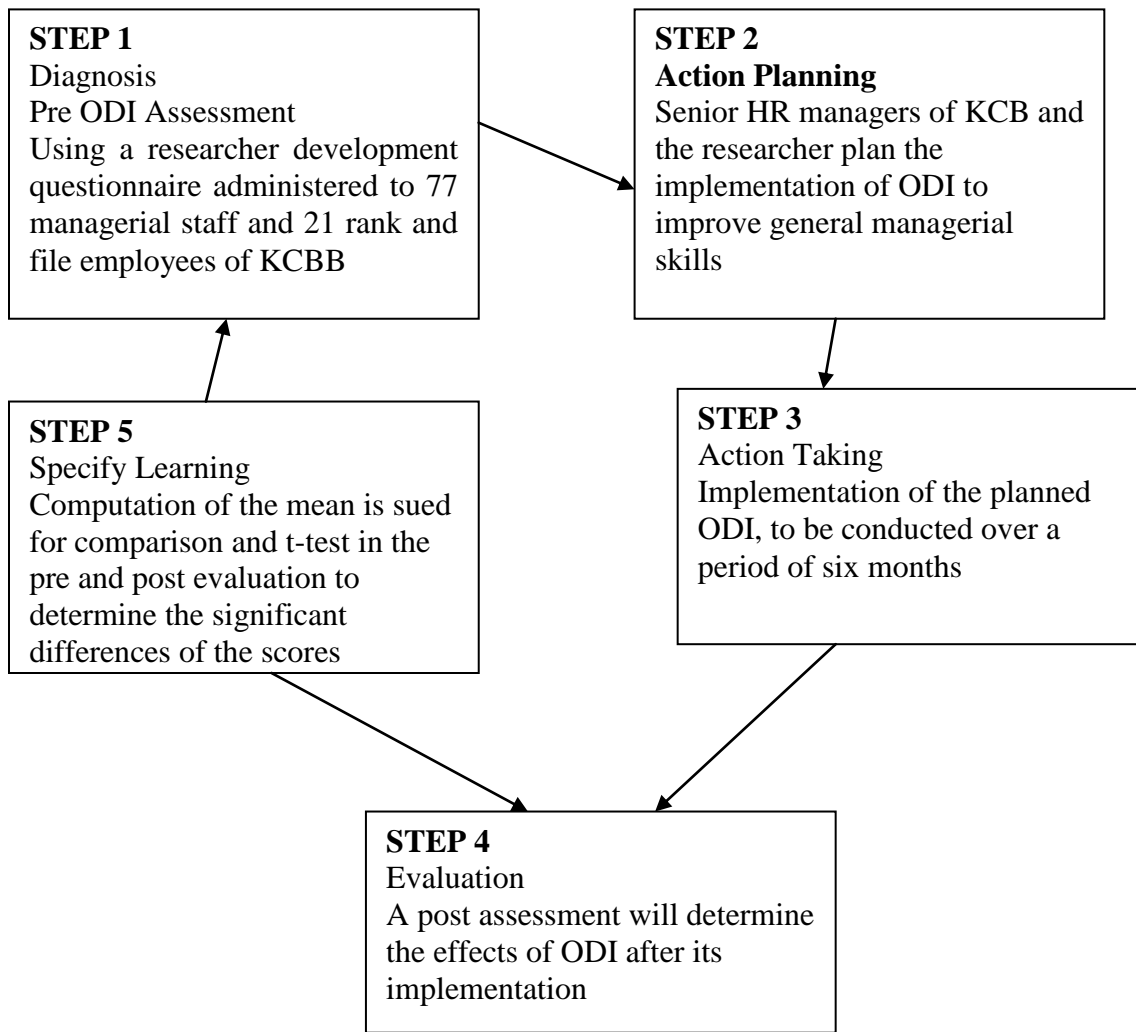 STEP 1
Diagnosis
Pre ODI Assessment
Using a researcher development
questionnaire administered to 77
managerial staff and 21 rank and
file employees of KCBB
STEP 2
Action Planning
Senior HR managers of KCB and
the researcher plan the
implementation of ODI to
improve general managerial
skills
STEP 3
Action Taking
Implementation of the planned
ODI, to be conducted over a
period of six months
STEP 4
Evaluation
A post assessment will determine
the effects of ODI after its
implementation
STEP 5
Specify Learning
Computation of the mean is sued
for comparison and t-test in the
pre and post evaluation to
determine the significant
differences of the scores